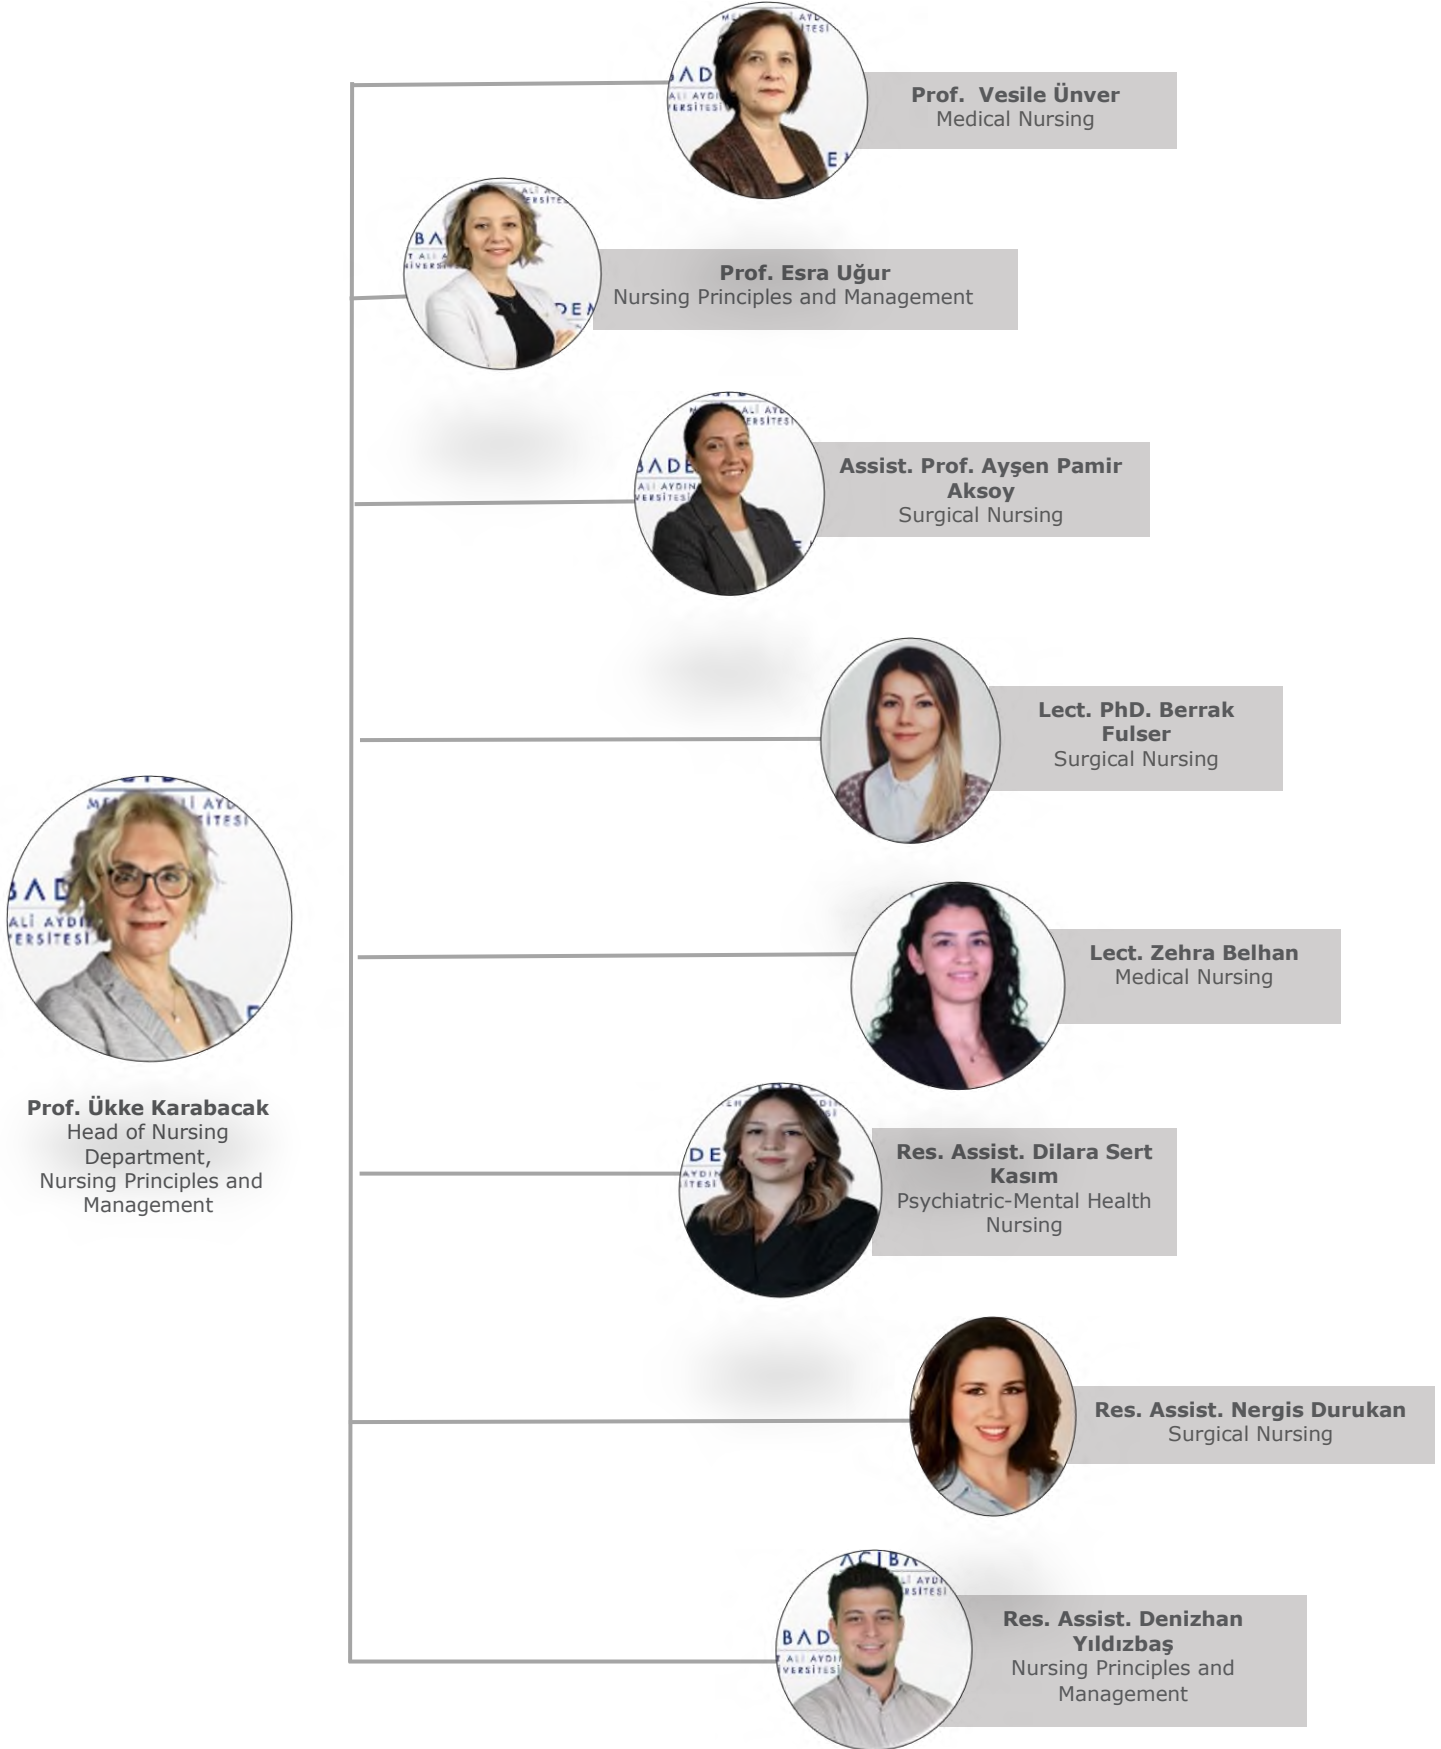 Prof.  Vesile Ünver
Medical Nursing
Prof. Esra Uğur
Nursing Principles and Management
Assist. Prof. Ayşen Pamir
Aksoy
Surgical Nursing
Lect. PhD. Berrak
Fulser
Surgical Nursing
Lect. Zehra Belhan
Medical Nursing
Prof. Ükke Karabacak
Head of Nursing
Department,
Nursing Principles and
Management
Res. Assist. Dilara Sert
Kasım
Psychiatric-Mental Health
Nursing
Res. Assist. Nergis Durukan
Surgical Nursing
Res. Assist. Denizhan
Yıldızbaş
Nursing Principles and
Management